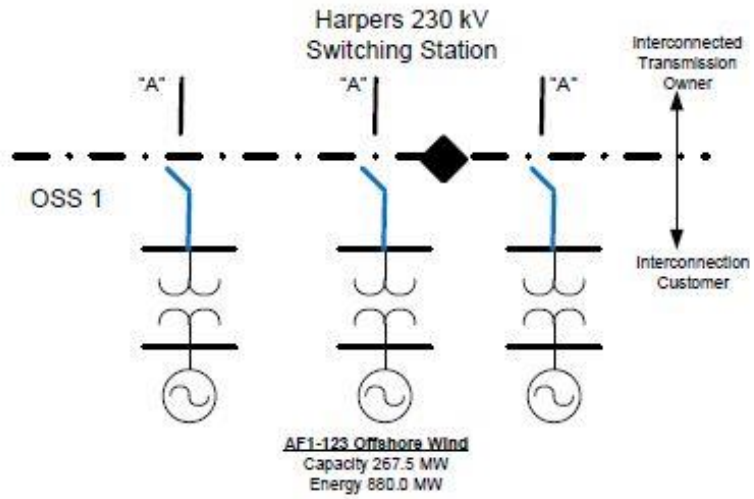 Harpers 230 kV
Switching Station
Interconnected
Transmission
Owner
"A"
"A"
"A"
OSS 1
Interconnection
Customer
AF1-123 Offshore Wind
Capacity 267.5 MW
Energy 880.0 MW